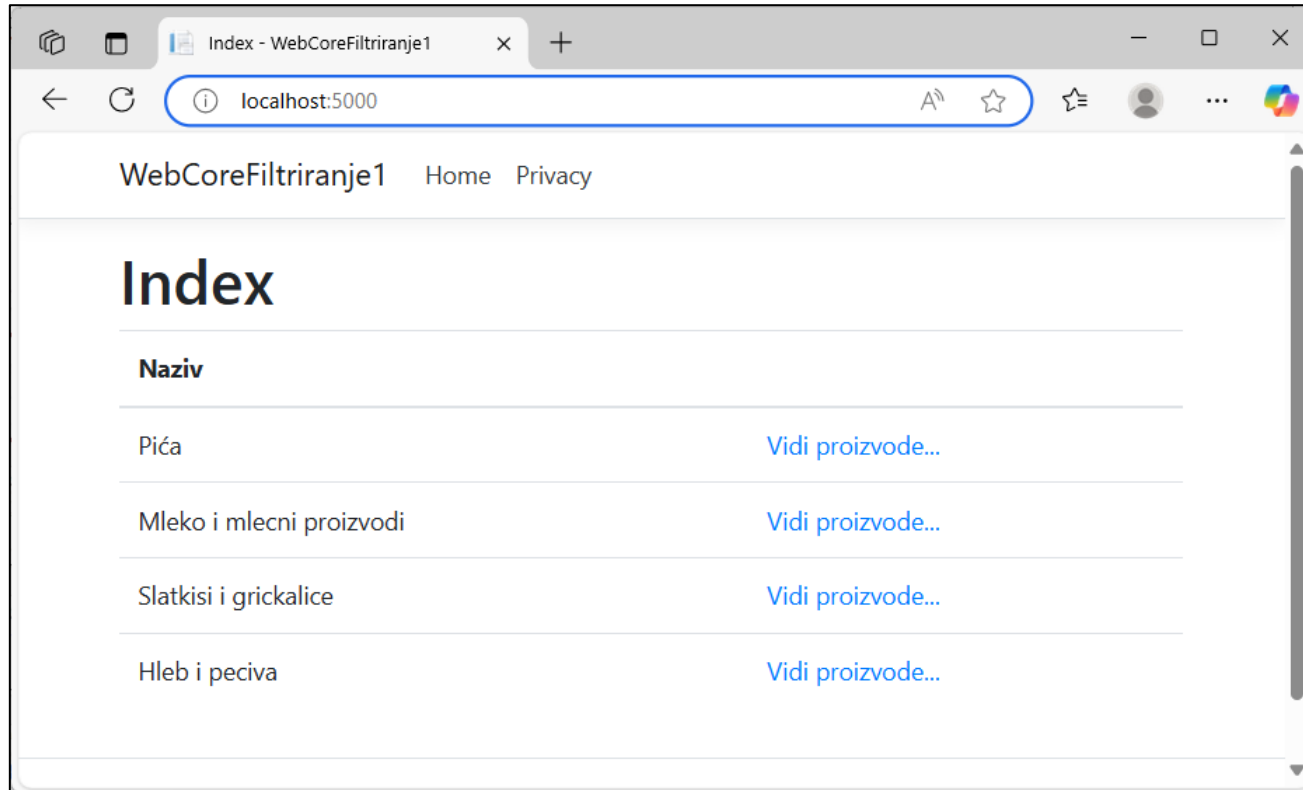 Index - WebCoreFiltriranje1
localhost:5000
WebCoreFiltriranje1 Home Privacy
Index
Naziv
Pića Vidi proizvode...
Mleko i mlecni proizvodi Vidi proizvode...
Slatkisi i grickalice Vidi proizvode...
Hleb i peciva Vidi proizvode...